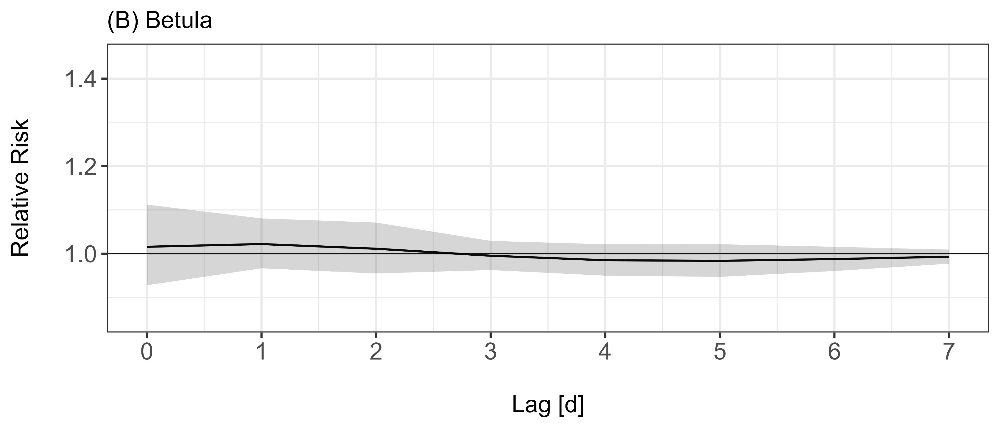 (B) Betula
Relative Risk
1.4
1.2
1.0
0 1 2 3 4 5 6 7
Lag [d]